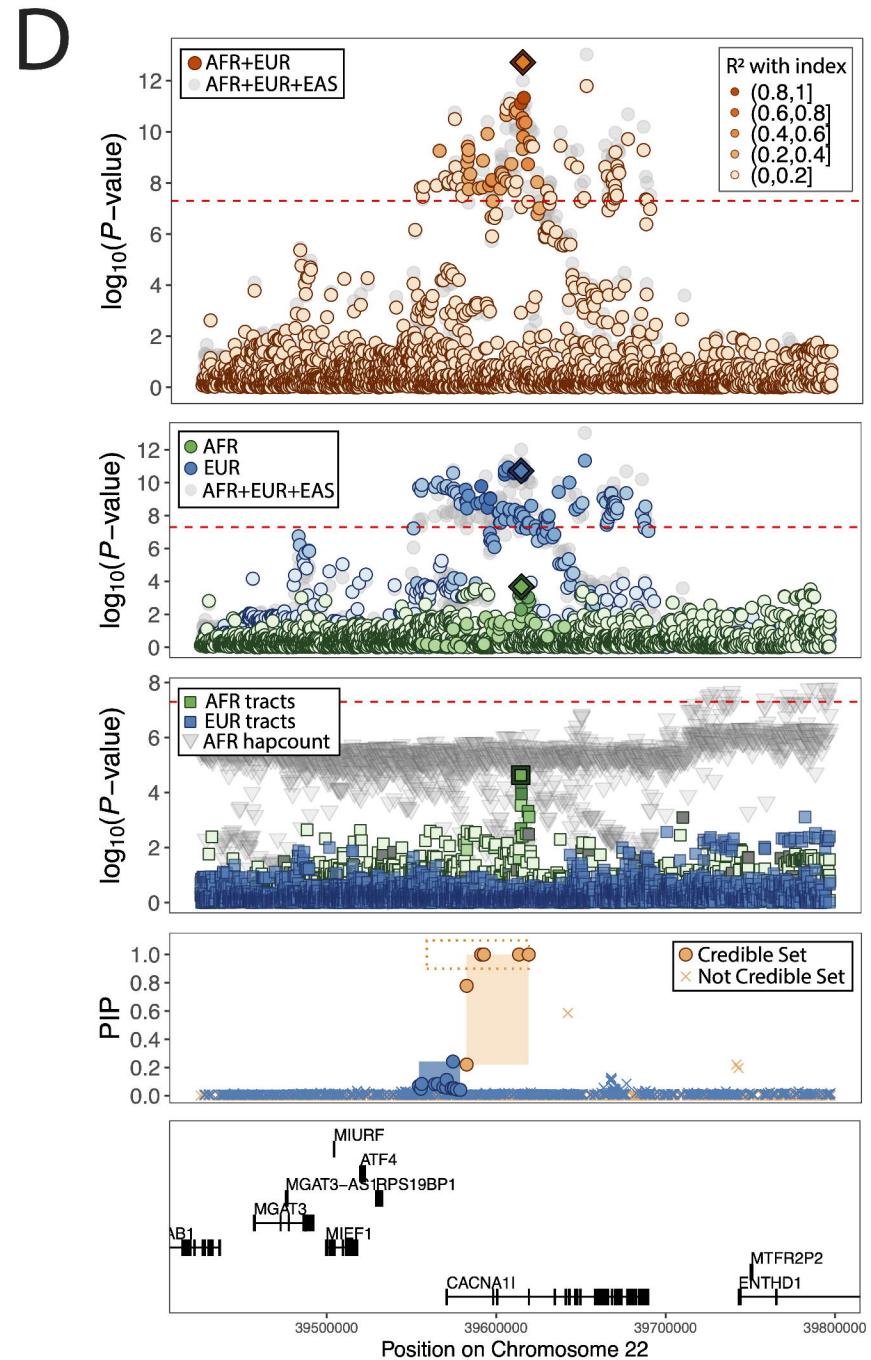 D
AFR+EUR
AFR+EUR+EAS
R² with index
(0.8,1]
(0.6,0.8]
(0.4,0.6]
(0.2,0.4]
(0,0.2]
log10(P−value)
12
10
8
6
4
2
0
AFR
EUR
AFR+EUR+EAS
log10(P−value)
12
10
8
6
4
2
0
AFR tracts
EUR tracts
AFR hapcount
log10(P−value)
8
6
4
2
0
Credible Set
Not Credible Set
PIP
1.0
0.8
0.6
0.4
0.2
0.0
MIURF
ATF4
MGAT3−AS1RPS19BP1
MGAT3
AB1
MIEF1
MTFR2P2
CACNA1I
ENTHD1
39500000
39600000
39700000
39800000
Position on Chromosome 22